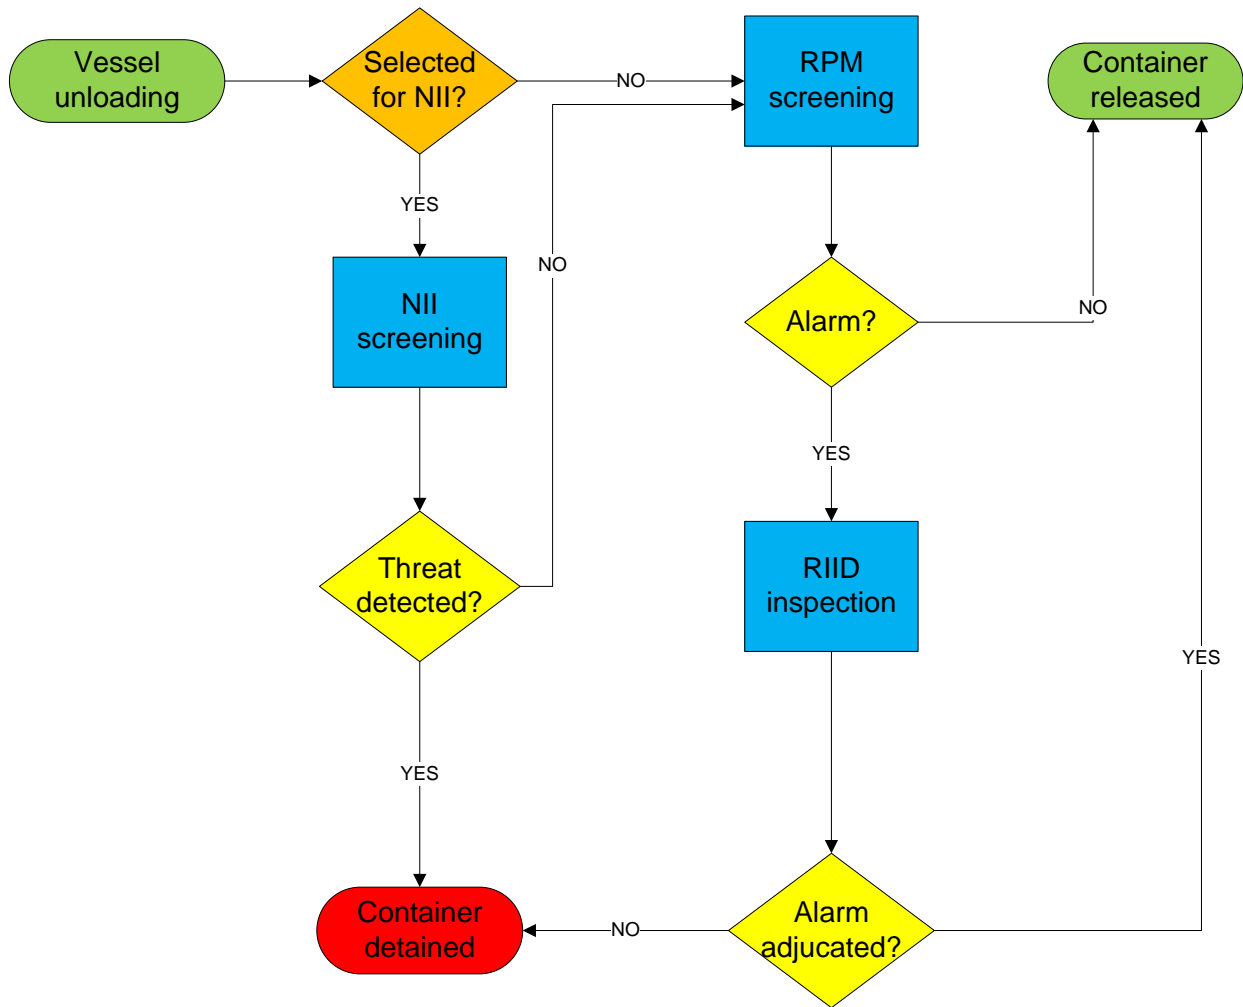 Vessel
unloading
Selected
for NII?
NO
RPM
screening
Container
released
YES
NO
NII
screening
Alarm?
NO
YES
Threat
detected?
RIID
inspection
YES
YES
Container
detained
NO
Alarm
adjucated?